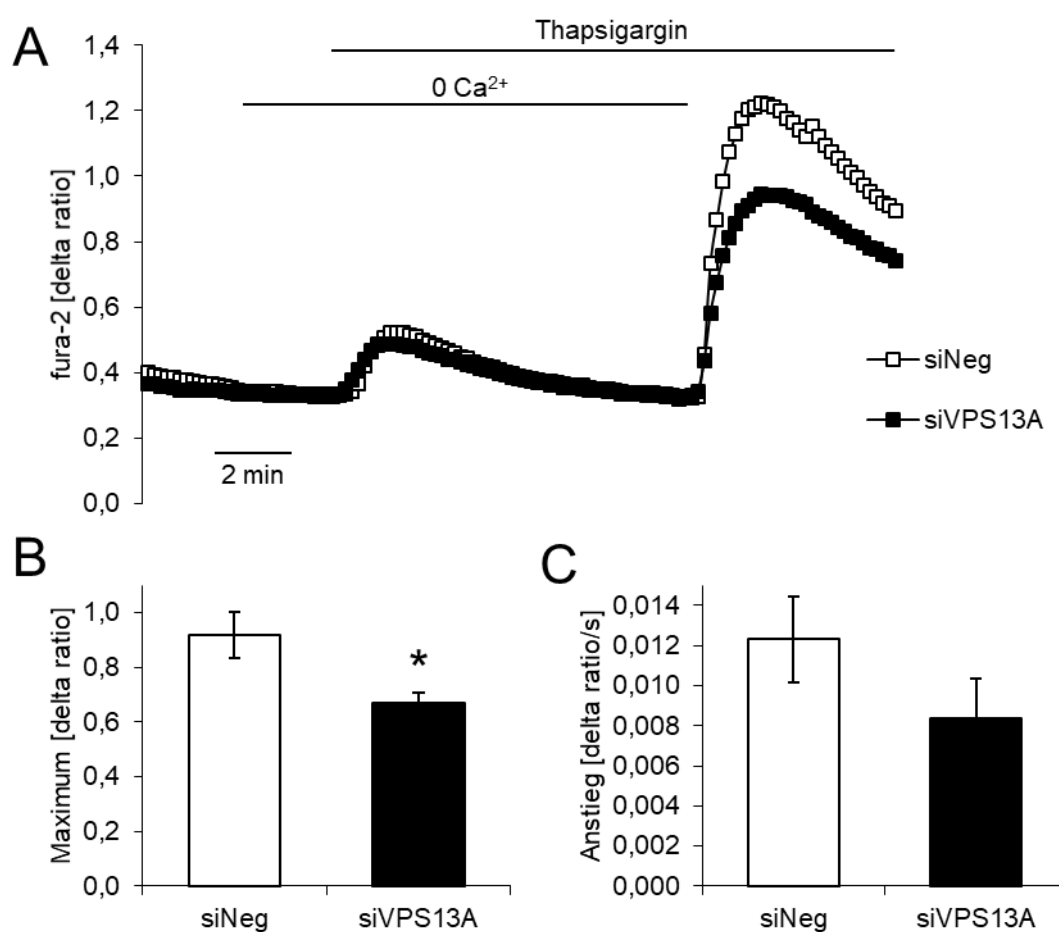 A
Thapsigargin
0 Ca²⁺
fura-2 [delta ratio]
1,4
1,2
1,0
0,8
0,6
0,4
0,2
0,0
2 min
siNeg
siVPS13A
B
Maximum [delta ratio]
1,0
0,8
0,6
0,4
0,2
0,0
*
siNeg
siVPS13A
C
Anstieg [delta ratio/s]
0,014
0,012
0,010
0,008
0,006
0,004
0,002
0,000
siNeg
siVPS13A